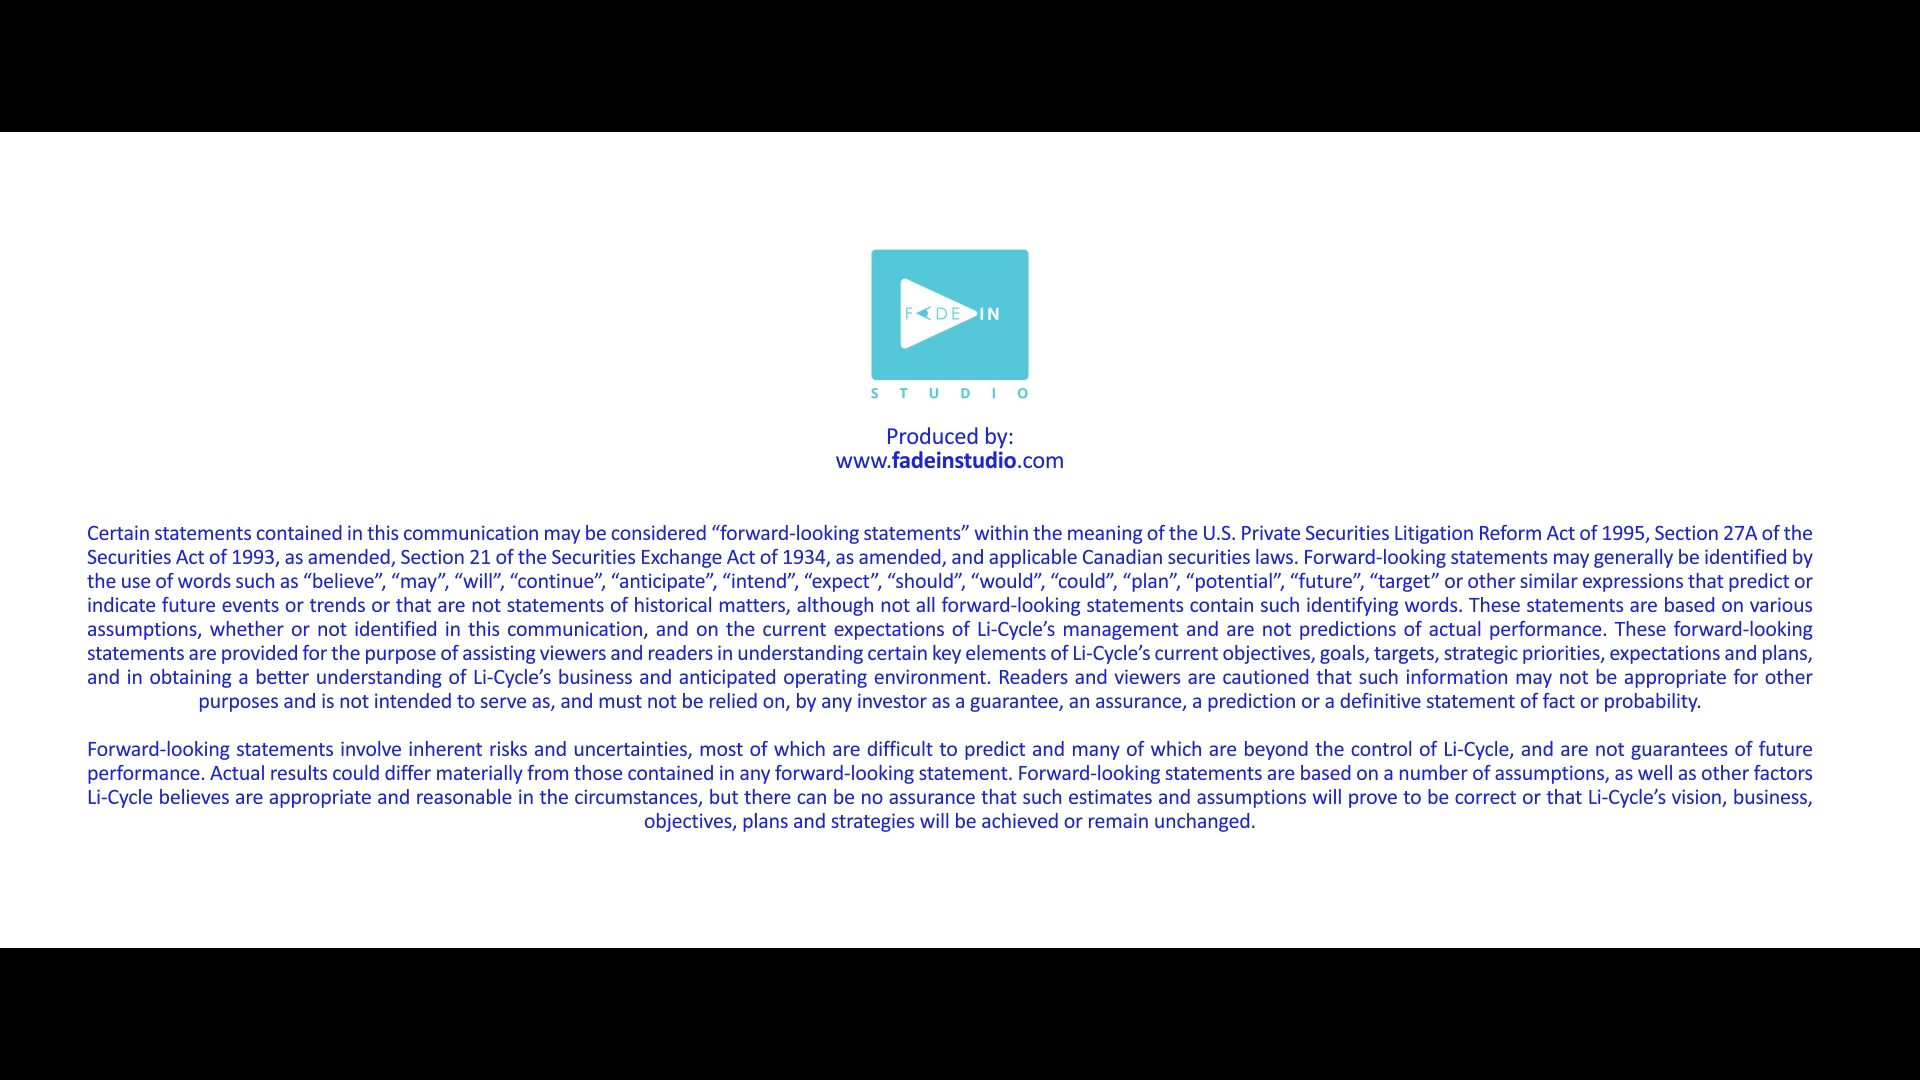 FADE IN
STUDIO
Produced by:
www.fadeinstudio.com
Certain statements contained in this communication may be considered “forward-looking statements” within the meaning of the U.S. Private Securities Litigation Reform Act of 1995, Section 27A of the
Securities Act of 1993, as amended, Section 21 of the Securities Exchange Act of 1934, as amended, and applicable Canadian securities laws. Forward-looking statements may generally be identified by
the use of words such as “believe”, “may”, “will”, “continue”, “anticipate”, “intend”, “expect”, “should”, “would”, “could”, “plan”, “potential”, “future”, “target” or other similar expressions that predict or
indicate future events or trends or that are not statements of historical matters, although not all forward-looking statements contain such identifying words. These statements are based on various
assumptions, whether or not identified in this communication, and on the current expectations of Li-Cycle’s management and are not predictions of actual performance. These forward-looking
statements are provided for the purpose of assisting viewers and readers in understanding certain key elements of Li-Cycle’s current objectives, goals, targets, strategic priorities, expectations and plans,
and in obtaining a better understanding of Li-Cycle’s business and anticipated operating environment. Readers and viewers are cautioned that such information may not be appropriate for other
purposes and is not intended to serve as, and must not be relied on, by any investor as a guarantee, an assurance, a prediction or a definitive statement of fact or probability.
Forward-looking statements involve inherent risks and uncertainties, most of which are difficult to predict and many of which are beyond the control of Li-Cycle, and are not guarantees of future
performance. Actual results could differ materially from those contained in any forward-looking statement. Forward-looking statements are based on a number of assumptions, as well as other factors
Li-Cycle believes are appropriate and reasonable in the circumstances, but there can be no assurance that such estimates and assumptions will prove to be correct or that Li-Cycle’s vision, business,
objectives, plans and strategies will be achieved or remain unchanged.